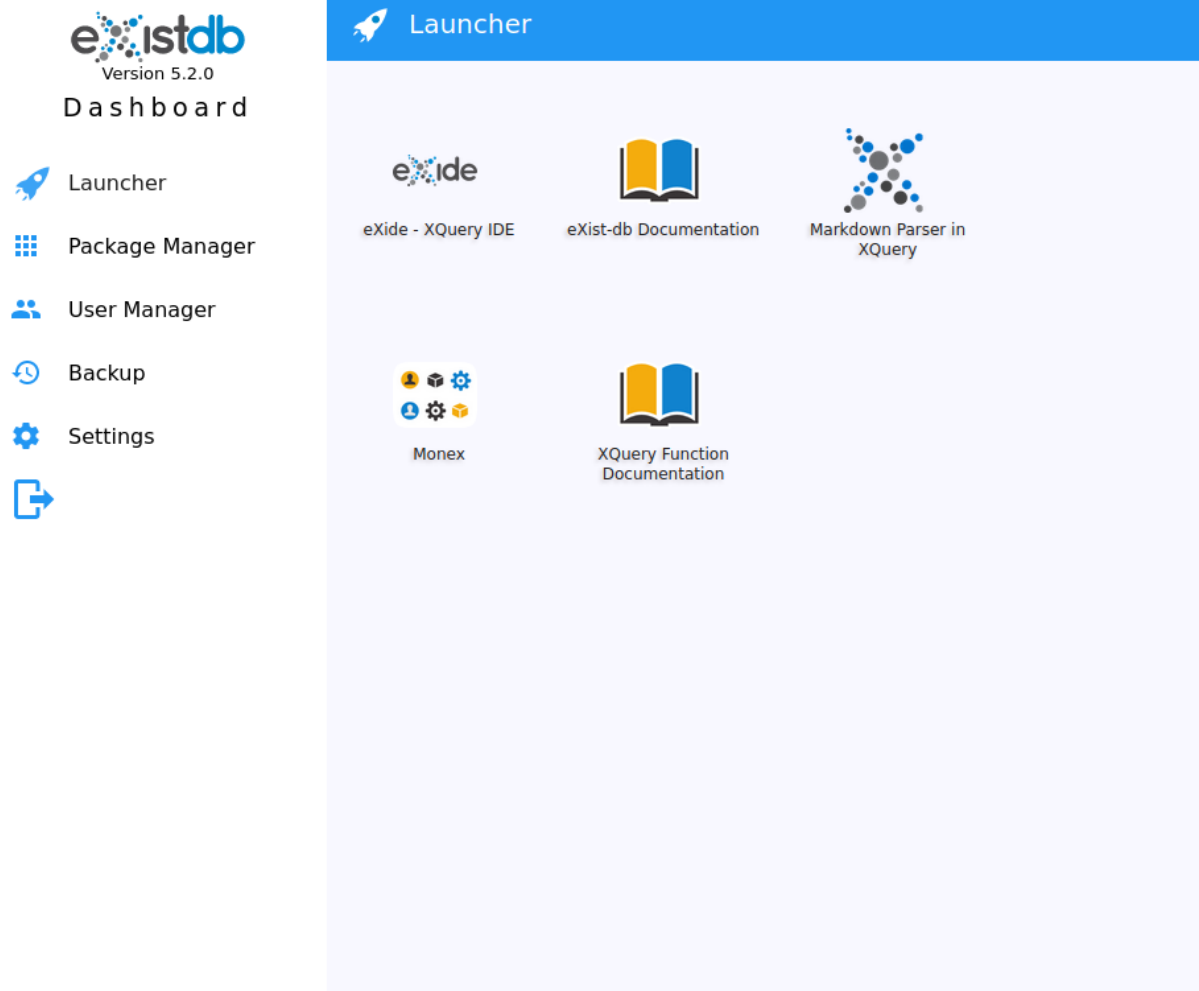 eXistdb
Version 5.2.0
Dashboard
Launcher
Package Manager
User Manager
Backup
Settings
Launcher
eXide
eXide - XQuery IDE
eXist-db Documentation
Markdown Parser in
XQuery
Monex
XQuery Function
Documentation